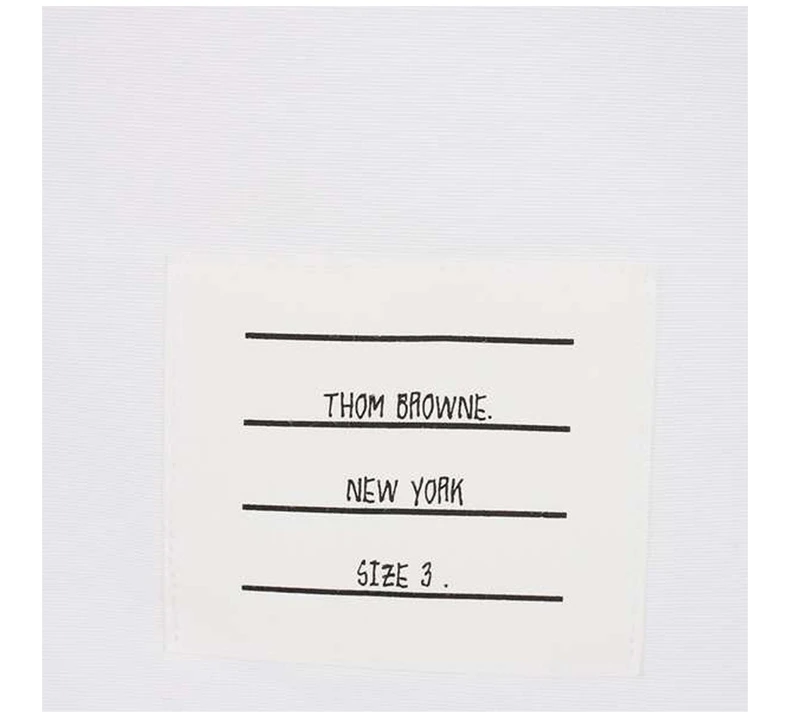 THOM BROWNE.
NEW YORK
SIZE 3 .